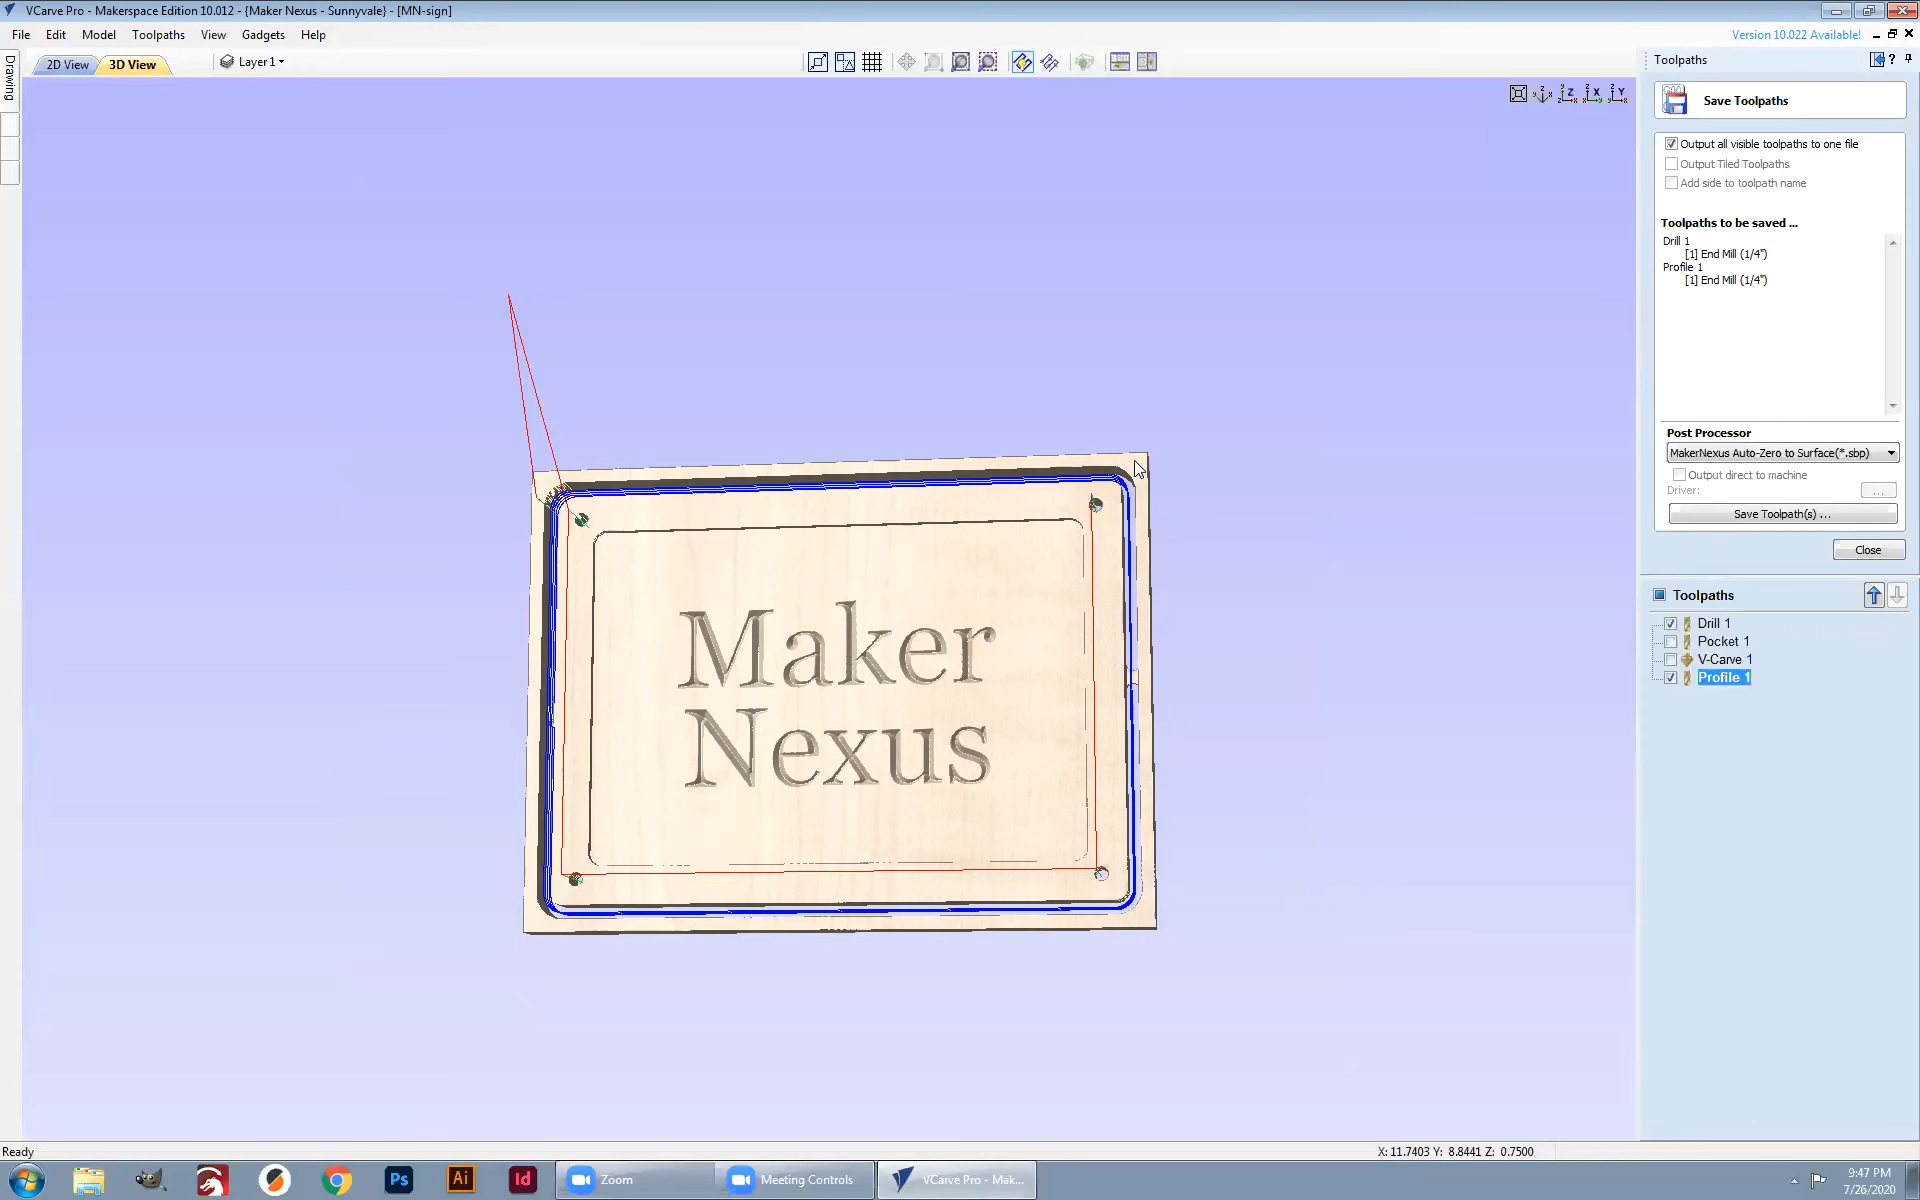 VCarve Pro - Makerspace Edition 10.012 - {Maker Nexus - Sunnyvale} - [MN-sign]
File Edit Model Toolpaths View Gadgets Help
Version 10.022 Available!
Drawing
2D View 3D View Layer 1
Toolpaths
Save Toolpaths
Output all visible toolpaths to one file
Output Tiled Toolpaths
Add side to toolpath name
Toolpaths to be saved ...
Drill 1
[1] End Mill (1/4")
Profile 1
[1] End Mill (1/4")
Post Processor
MakerNexus Auto-Zero to Surface(*.sbp)
Output direct to machine
Driver:
...
Save Toolpath(s) ...
Close
Toolpaths
Drill 1
Pocket 1
V-Carve 1
Profile 1
Maker
Nexus
Ready
X: 11.7403 Y: 8.8441 Z: 0.7500
Ps Ai Id Zoom Meeting Controls VCarve Pro - Mak...
9:47 PM
7/26/2020